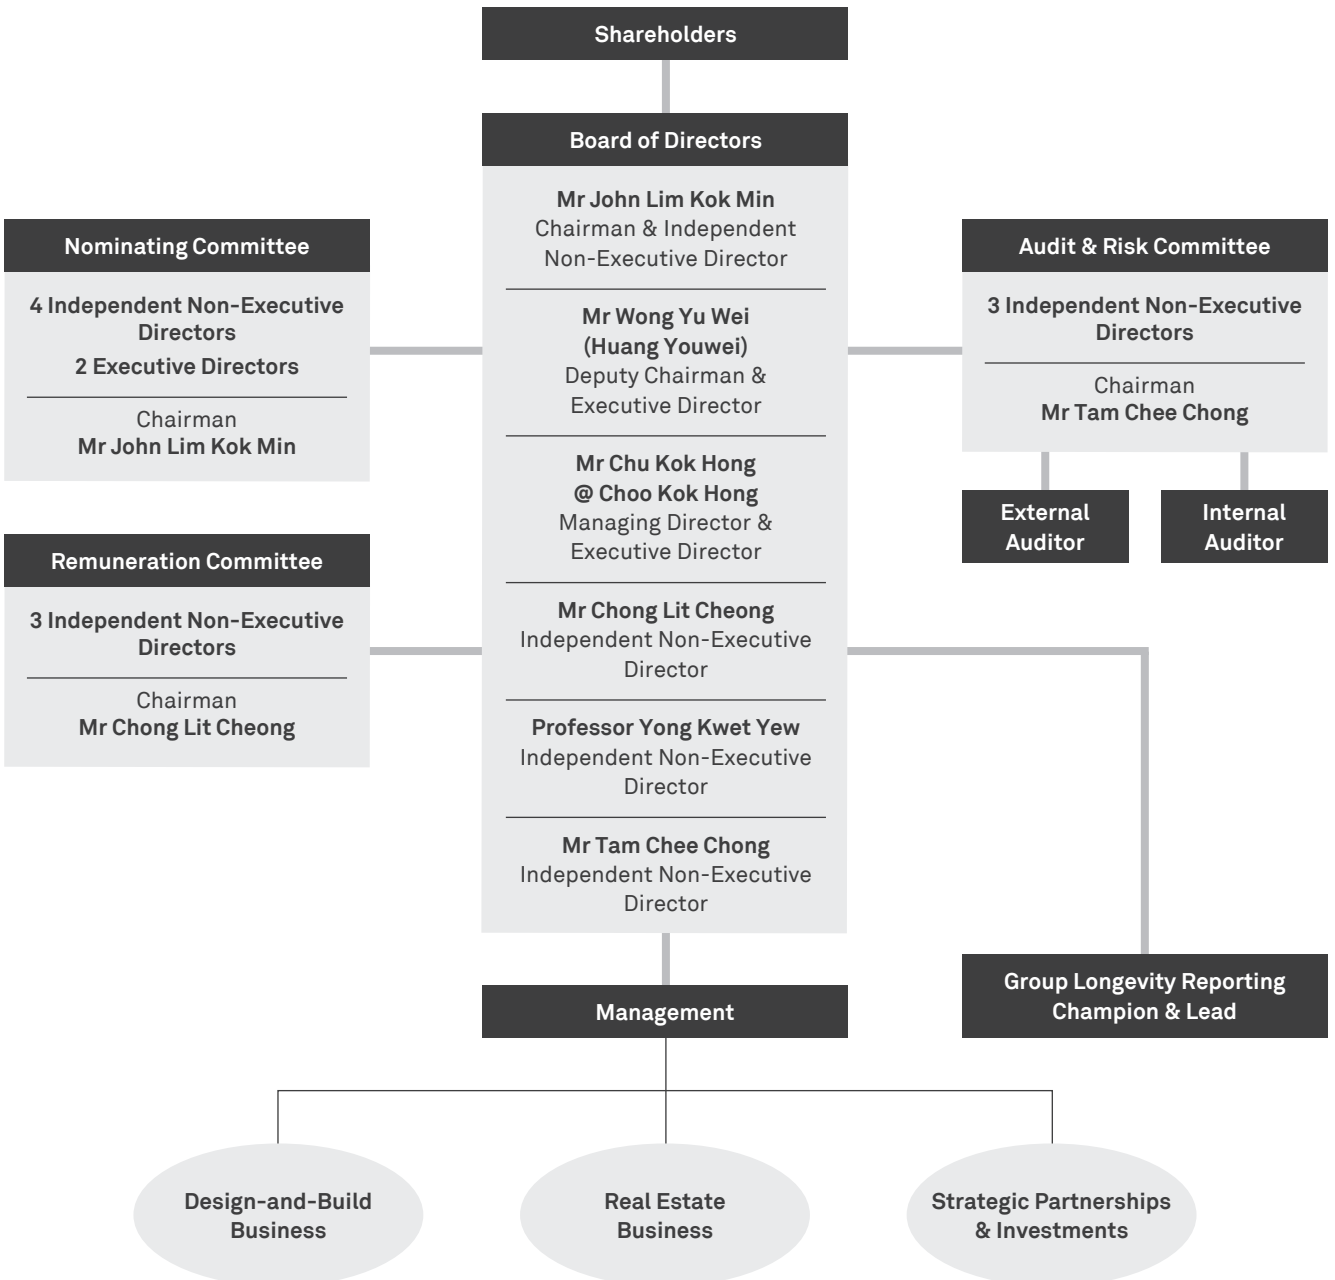 Shareholders
Board of Directors
Mr John Lim Kok Min
Chairman & Independent
Non-Executive Director
Mr Wong Yu Wei
(Huang Youwei)
Deputy Chairman &
Executive Director
Mr Chu Kok Hong
@ Choo Kok Hong
Managing Director &
Executive Director
Mr Chong Lit Cheong
Independent Non-Executive
Director
Professor Yong Kwet Yew
Independent Non-Executive
Director
Mr Tam Chee Chong
Independent Non-Executive
Director
Nominating Committee
4 Independent Non-Executive
Directors
2 Executive Directors
Chairman
Mr John Lim Kok Min
Remuneration Committee
3 Independent Non-Executive
Directors
Chairman
Mr Chong Lit Cheong
Audit & Risk Committee
3 Independent Non-Executive
Directors
Chairman
Mr Tam Chee Chong
External
Auditor
Internal
Auditor
Group Longevity Reporting
Champion & Lead
Management
Design-and-Build
Business
Real Estate
Business
Strategic Partnerships
& Investments